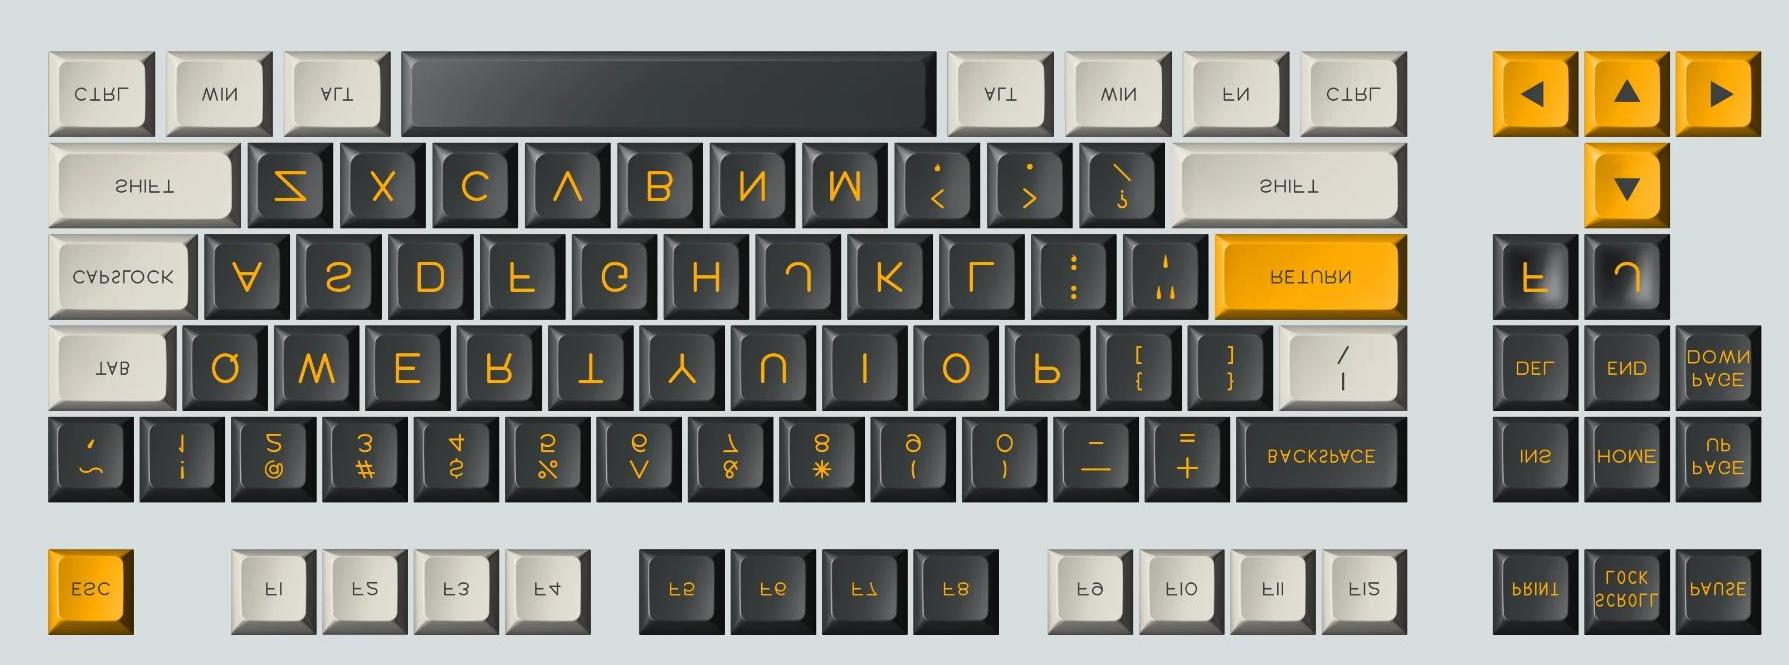 ESC F1 F2 F3 F4 F5 F6 F7 F8 F9 F10 F11 F12 PRINT SCROLL PAUSE
LOCK
~ ! @ # $ % ^ & * ( ) — + BACKSPACE INS HOME PAGE
` 1 2 3 4 5 6 7 8 9 0 - = UP
TAB Q W E R T Y U I O P { } | DEL END PAGE
[ ] \ DOWN
CAPSLOCK A S D F G H J K L : " RETURN F J
; '
SHIFT Z X C V B N M < > ? SHIFT
, . /
CTRL WIN ALT ALT WIN FN CTRL